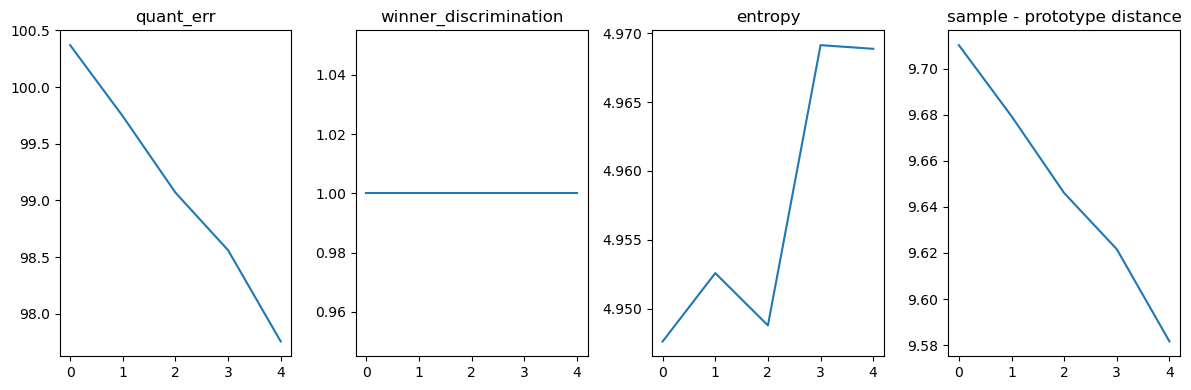 quant_err
winner_discrimination
entropy
sample - prototype distance
100.5
100.0
99.5
99.0
98.5
98.0
0 1 2 3 4
1.04
1.02
1.00
0.98
0.96
0 1 2 3 4
4.970
4.965
4.960
4.955
4.950
0 1 2 3 4
9.70
9.68
9.66
9.64
9.62
9.60
9.58
0 1 2 3 4